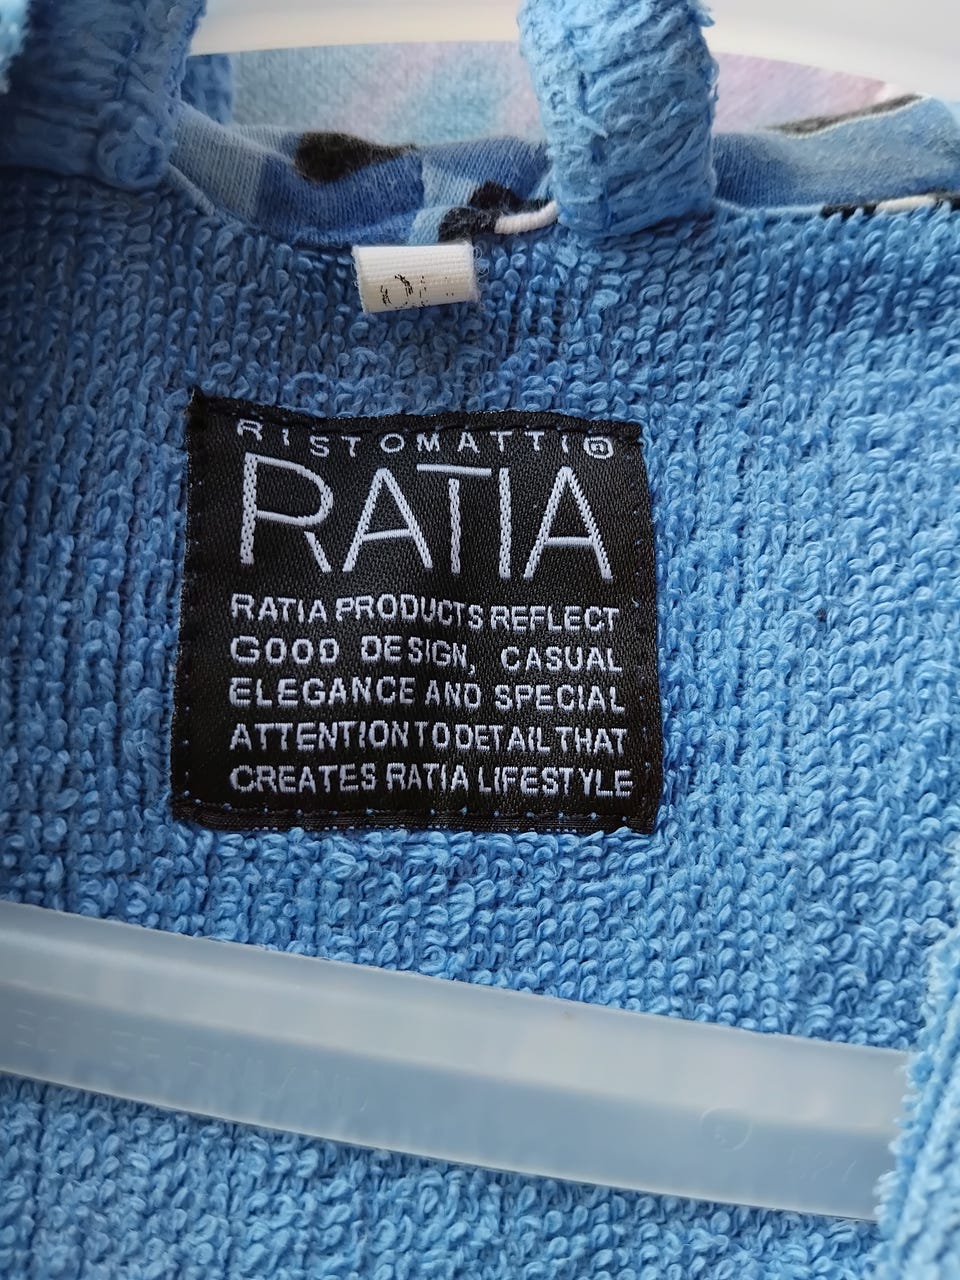 RISTOMATTI®
RATIA
RATIA PRODUCTS REFLECT
GOOD DESIGN, CASUAL
ELEGANCE AND SPECIAL
ATTENTION TO DETAIL THAT
CREATES RATIA LIFESTYLE